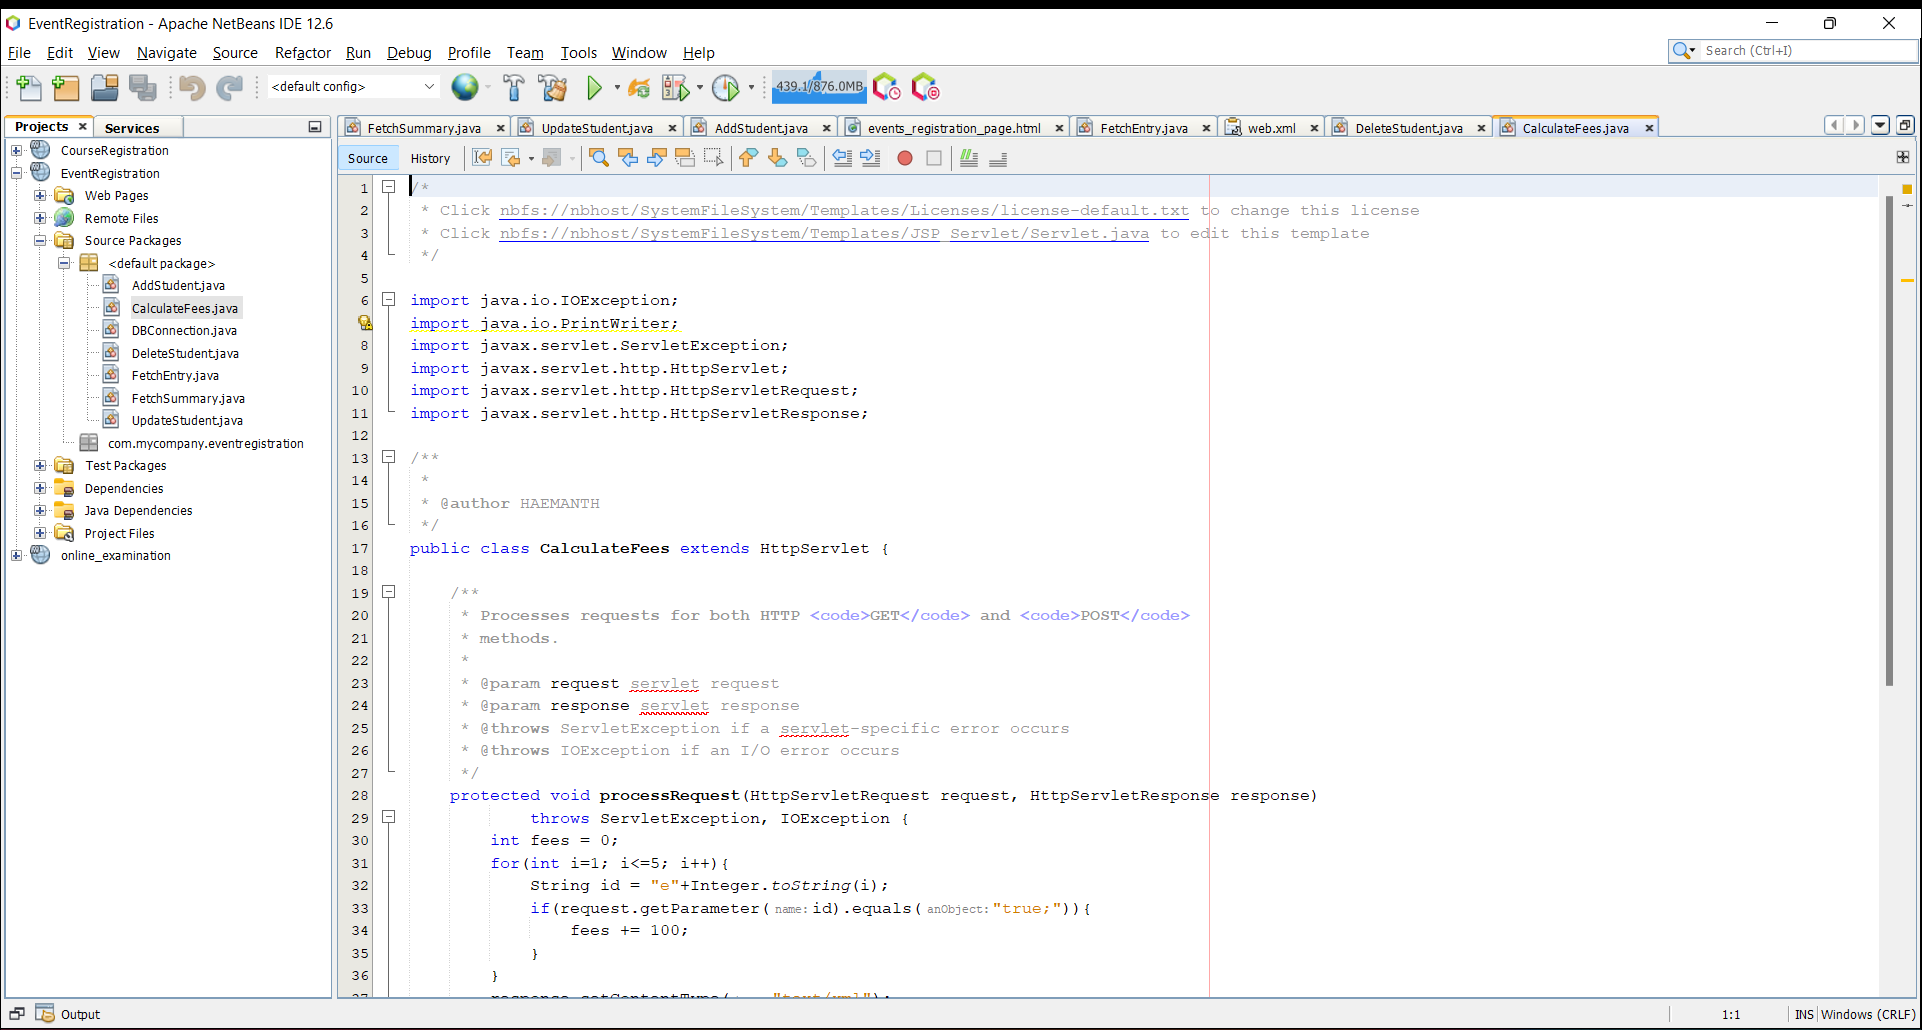 EventRegistration - Apache NetBeans IDE 12.6
File Edit View Navigate Source Refactor Run Debug Profile Team Tools Window Help
Search (Ctrl+I)
<default config>
439.1/876.0MB
Projects
Services
CourseRegistration
EventRegistration
Web Pages
Remote Files
Source Packages
<default package>
AddStudent.java
CalculateFees.java
DBConnection.java
DeleteStudent.java
FetchEntry.java
FetchSummary.java
UpdateStudent.java
com.mycompany.eventregistration
Test Packages
Dependencies
Java Dependencies
Project Files
online_examination
FetchSummary.java UpdateStudent.java AddStudent.java events_registration_page.html FetchEntry.java web.xml DeleteStudent.java CalculateFees.java
Source History
1 /*
2 * Click nbfs://nbhost/SystemFileSystem/Templates/Licenses/license-default.txt to change this license
3 * Click nbfs://nbhost/SystemFileSystem/Templates/JSP_Servlet/Servlet.java to edit this template
4 */
5
6 import java.io.IOException;
import java.io.PrintWriter;
8 import javax.servlet.ServletException;
9 import javax.servlet.http.HttpServlet;
10 import javax.servlet.http.HttpServletRequest;
11 import javax.servlet.http.HttpServletResponse;
12
13 /**
14 *
15 * @author HAEMANTH
16 */
17 public class CalculateFees extends HttpServlet {
18
19 /**
20 * Processes requests for both HTTP <code>GET</code> and <code>POST</code>
21 * methods.
22 *
23 * @param request servlet request
24 * @param response servlet response
25 * @throws ServletException if a servlet-specific error occurs
26 * @throws IOException if an I/O error occurs
27 */
28 protected void processRequest(HttpServletRequest request, HttpServletResponse response)
29 throws ServletException, IOException {
30 int fees = 0;
31 for(int i=1; i<=5; i++){
32 String id = "e"+Integer.toString(i);
33 if(request.getParameter( name: id).equals( anObject: "true;")){
34 fees += 100;
35 }
36 }
Output
1:1 INS Windows (CRLF)